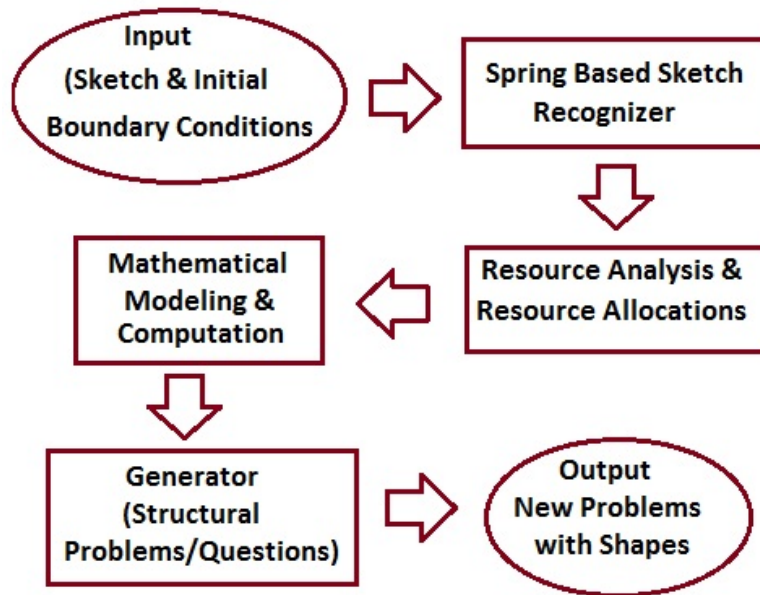 Input
(Sketch & Initial
Boundary Conditions
Spring Based Sketch
Recognizer
Resource Analysis &
Resource Allocations
Mathematical
Modeling &
Computation
Generator
(Structural
Problems/Questions)
Output
New Problems
with Shapes